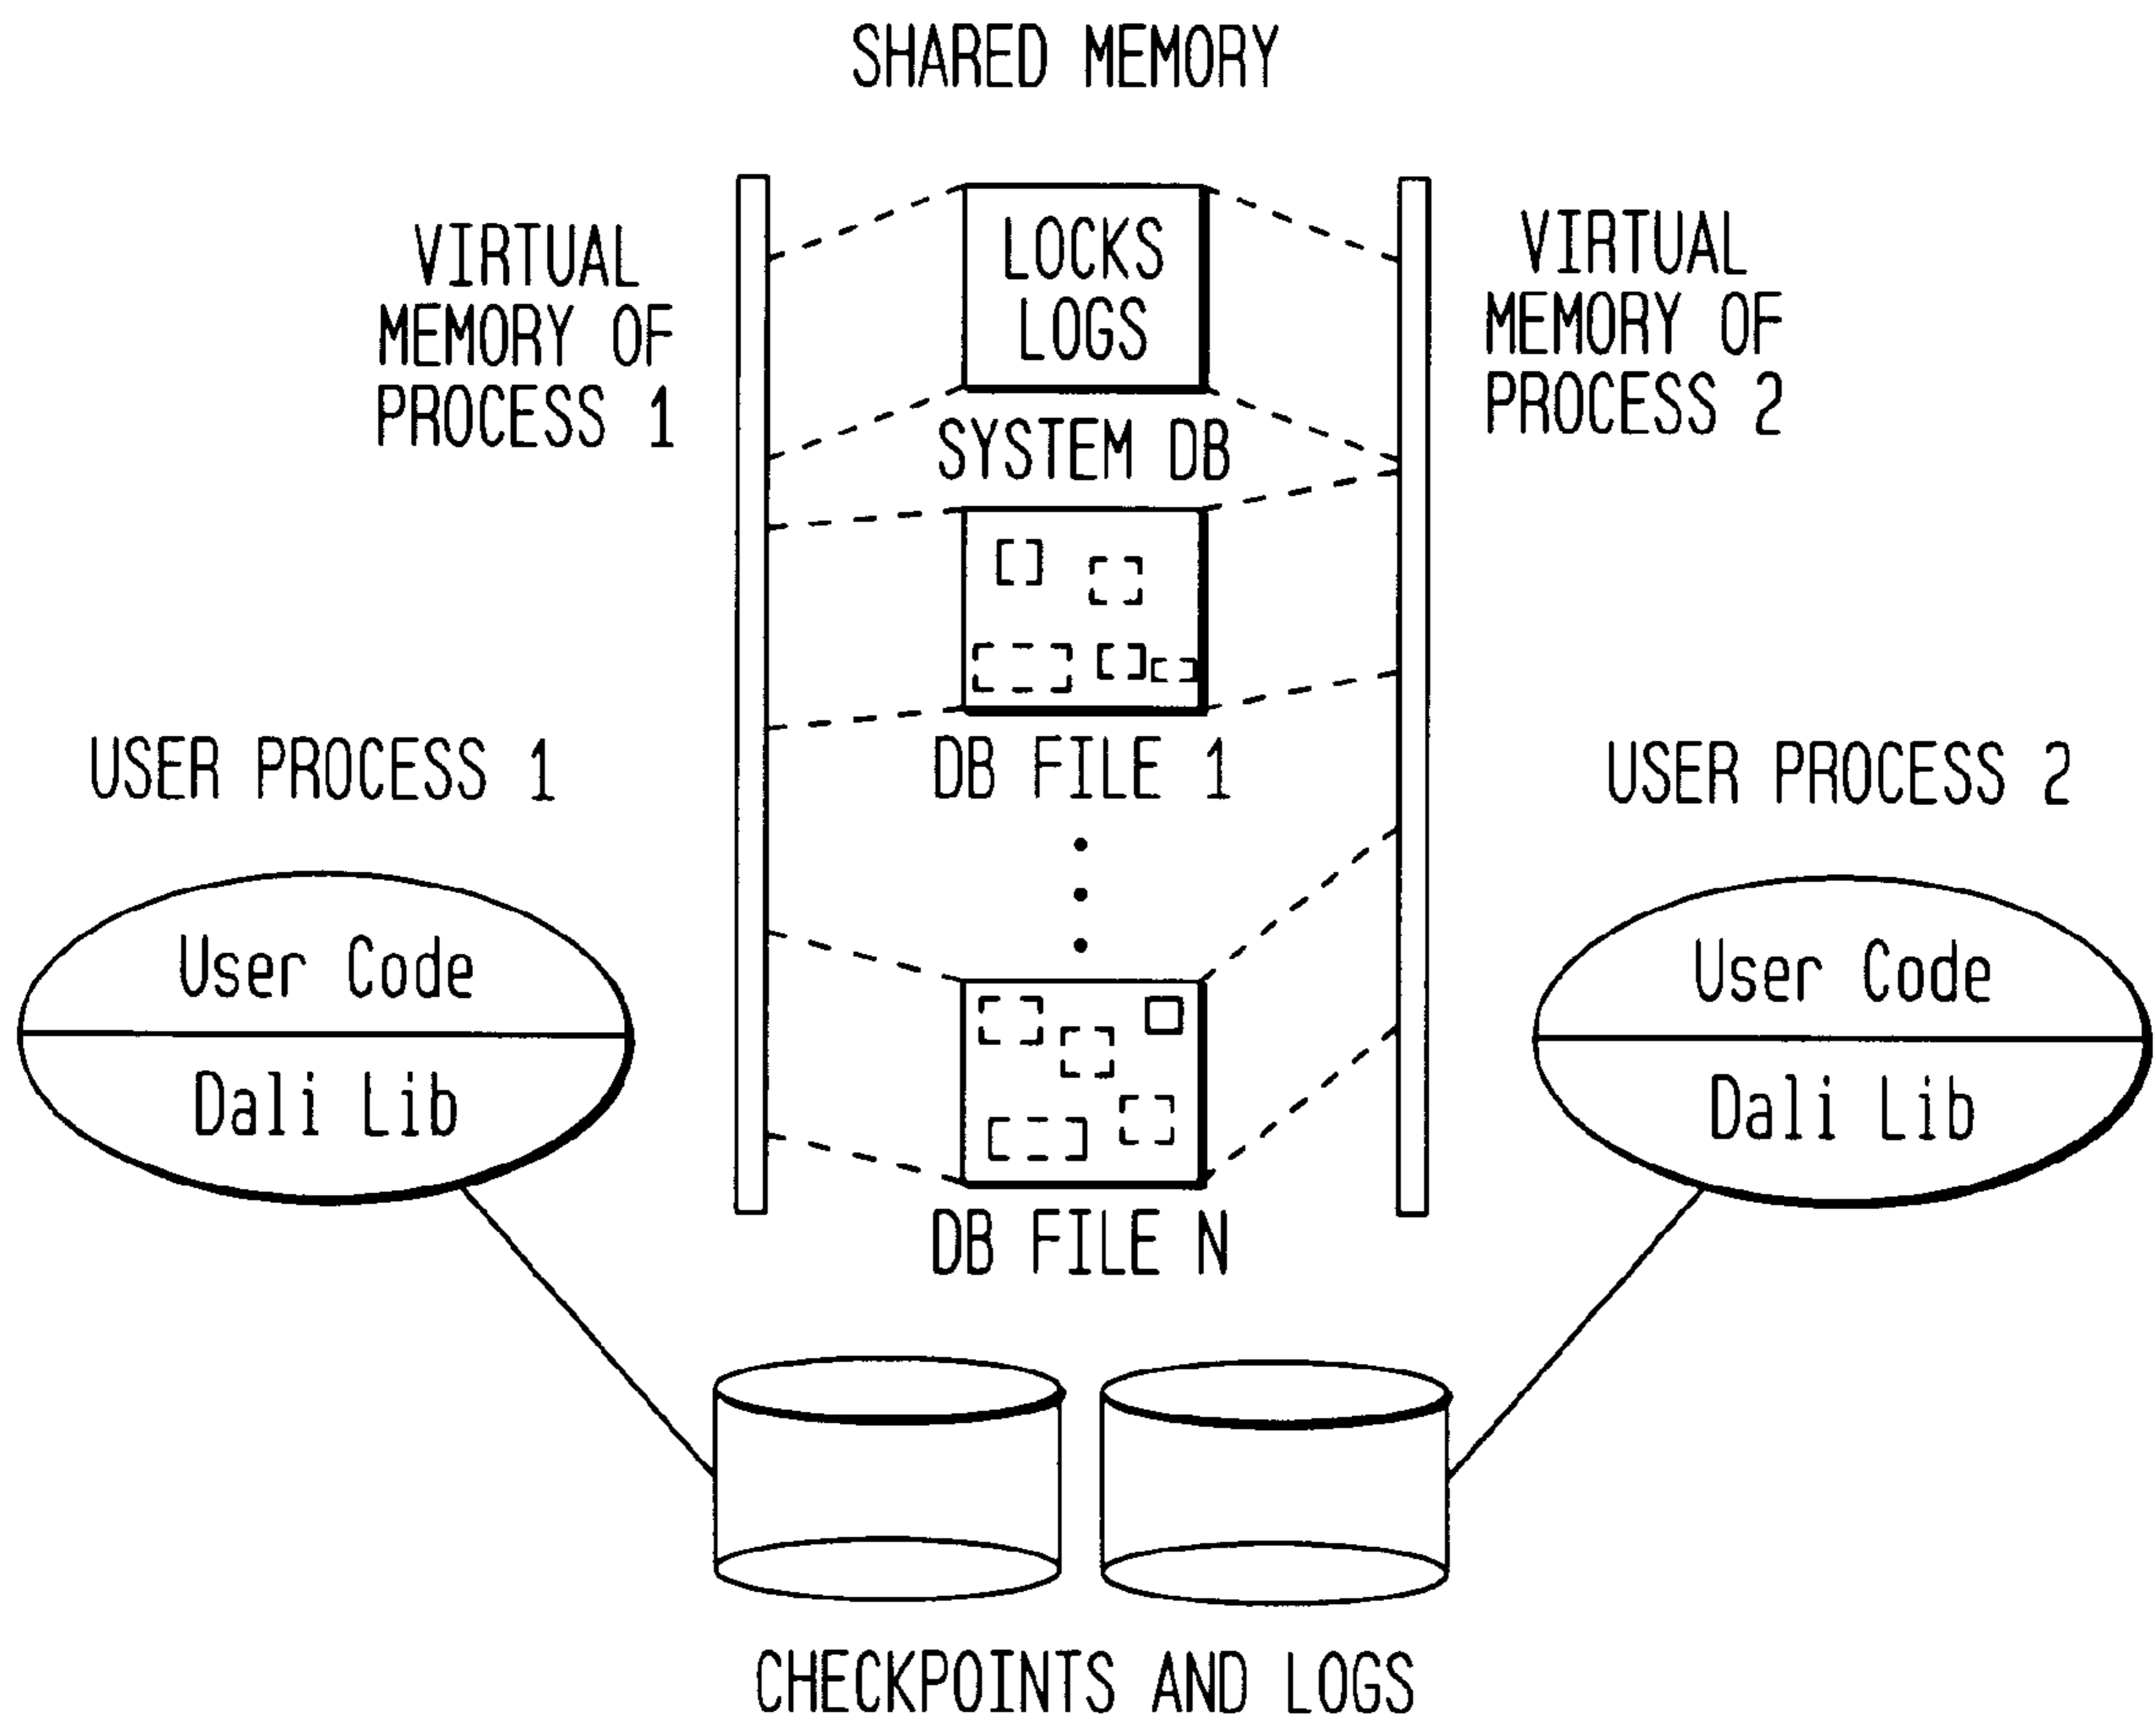 SHARED MEMORY
VIRTUAL
MEMORY OF
PROCESS 1
LOCKS
LOGS
SYSTEM DB
VIRTUAL
MEMORY OF
PROCESS 2
DB FILE 1
USER PROCESS 1
User Code
Dali Lib
USER PROCESS 2
User Code
Dali Lib
DB FILE N
CHECKPOINTS AND LOGS